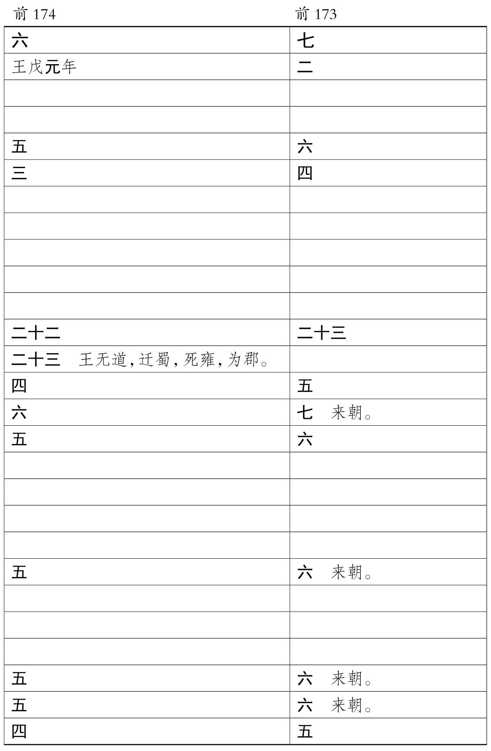 前 174 前 173
六 七
王戊元年 二
五 六
三 四
二十二 二十三
二十三 王无道，迁蜀，死雍，为郡。
四 五
六 七 来朝。
五 六
五 六 来朝。
五 六 来朝。
五 六 来朝。
四 五